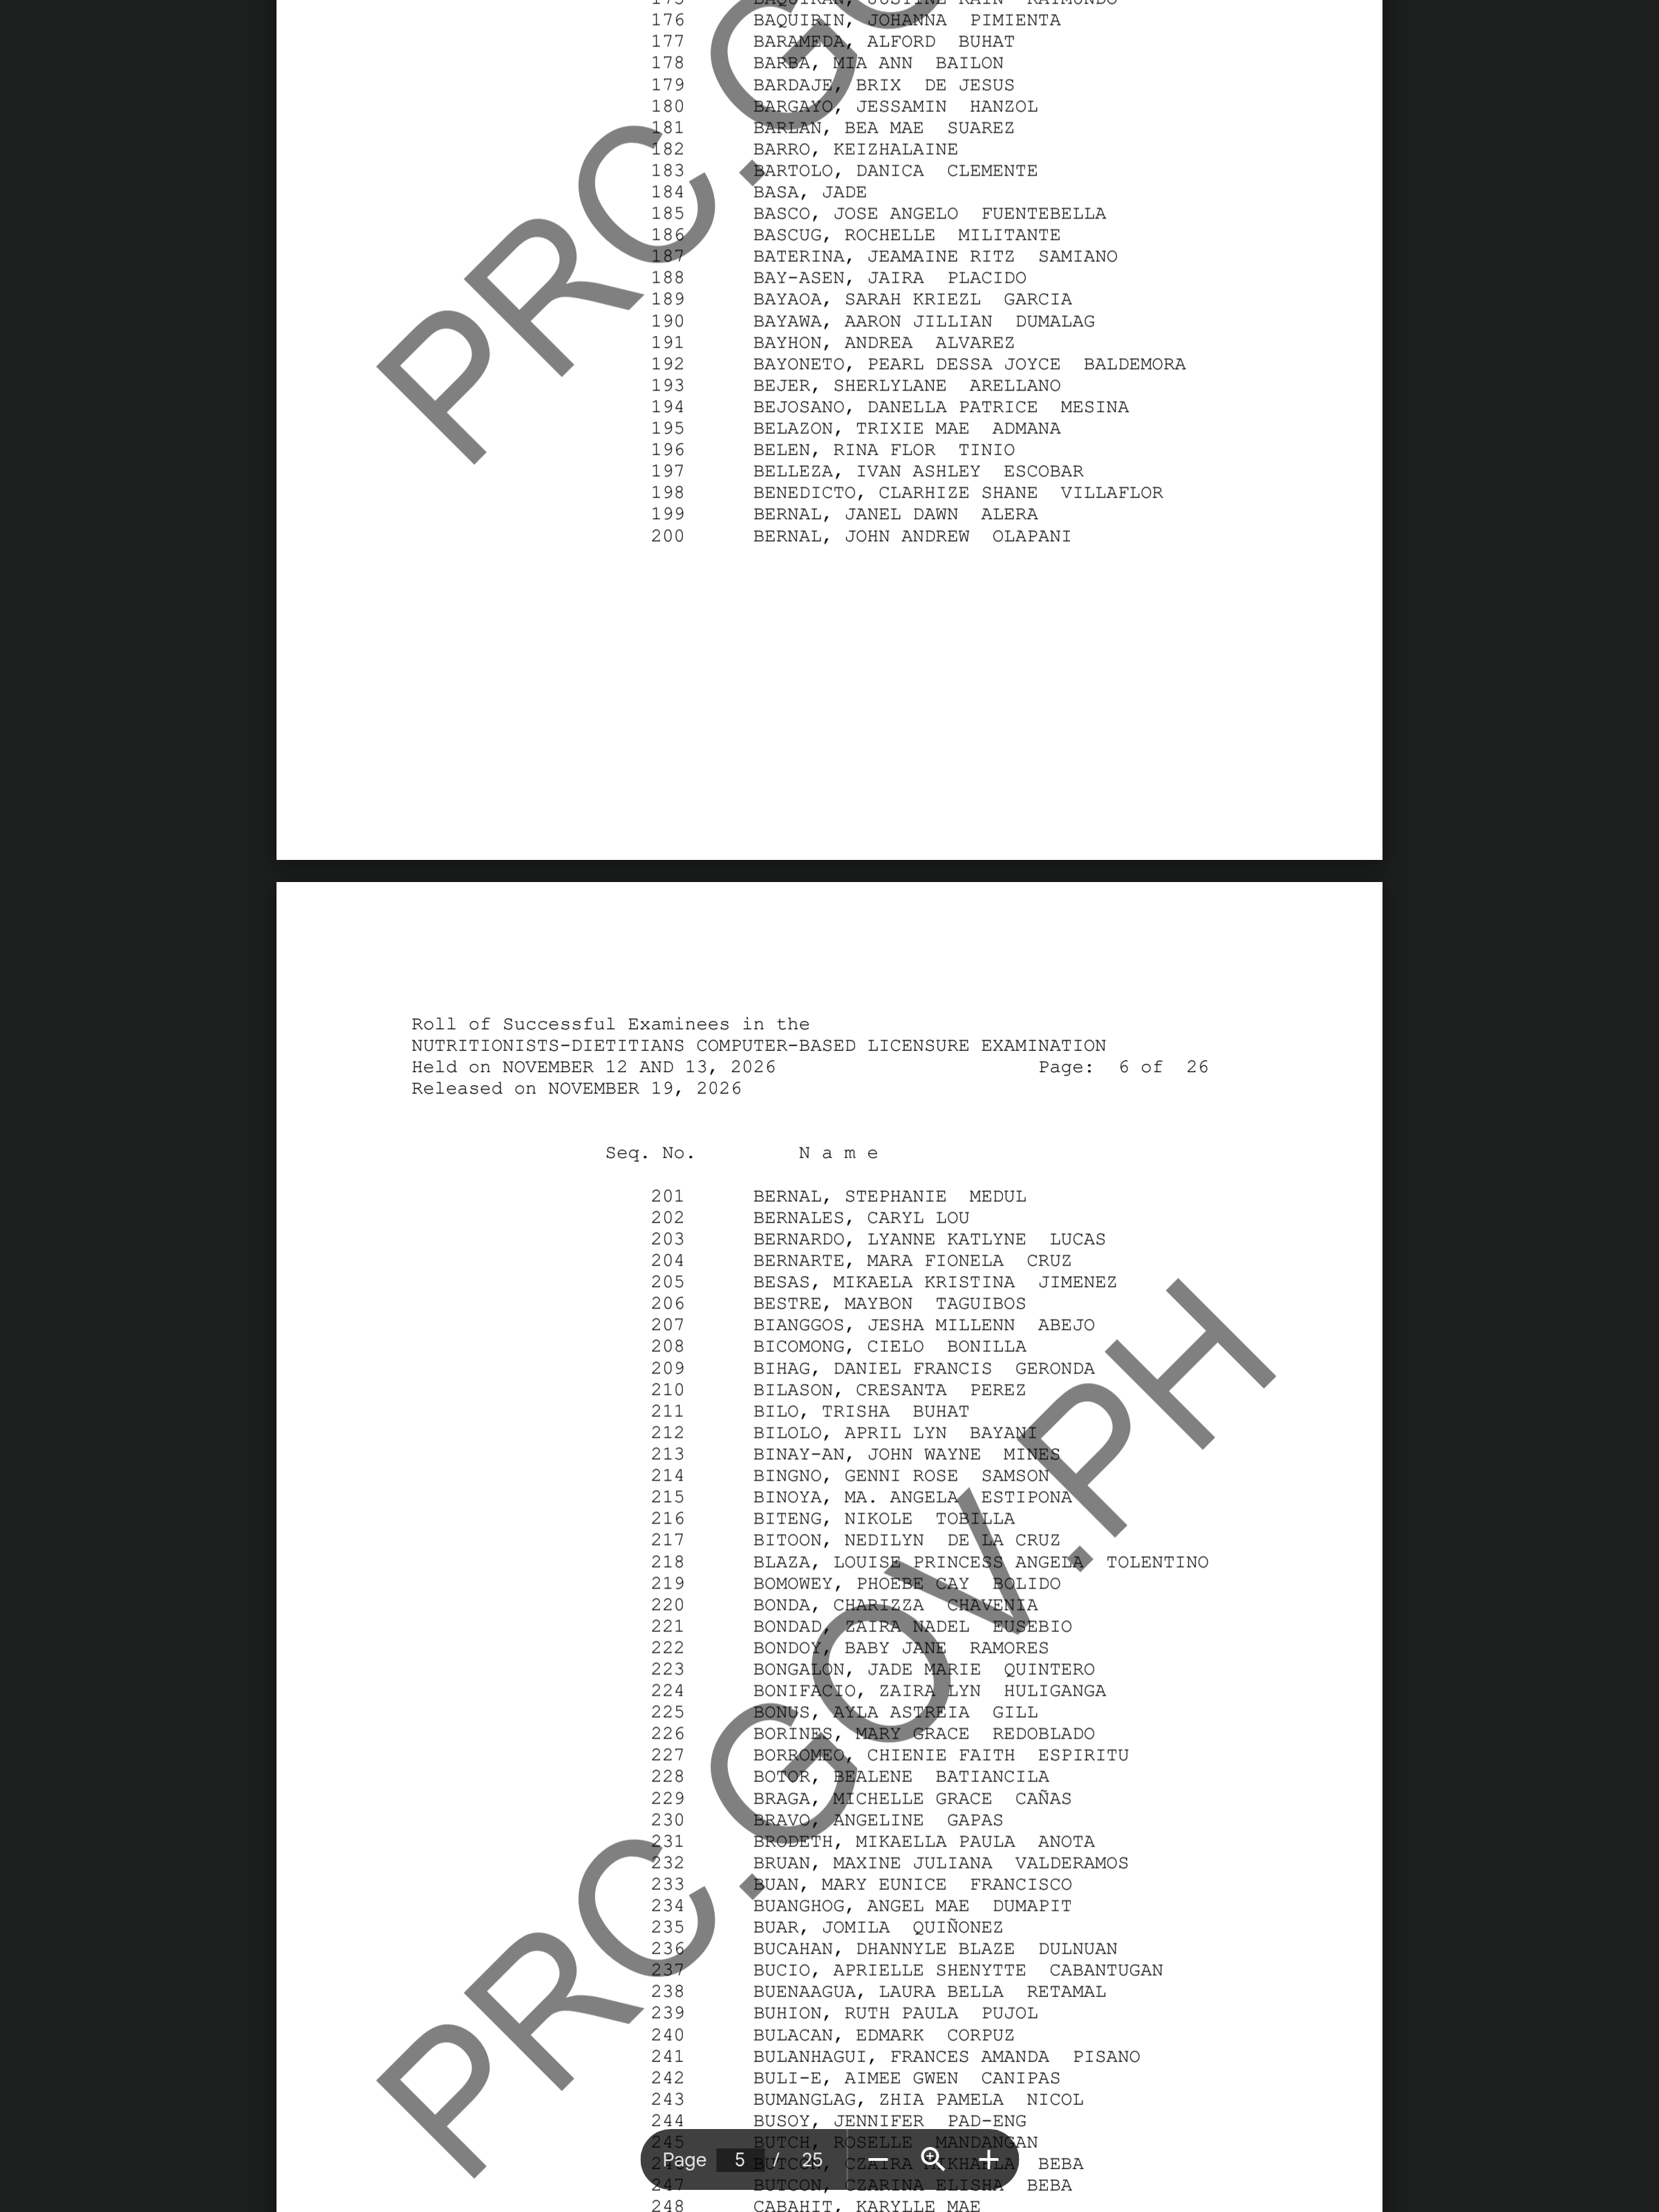 176 BAQUIRIN, JOHANNA PIMIENTA
177 BARAMEDA, ALFORD BUHAT
178 BARBA, MIA ANN BAILON
179 BARDAJE, BRIX DE JESUS
180 BARGAYO, JESSAMIN HANZOL
181 BARLAN, BEA MAE SUAREZ
182 BARRO, KEIZHALAINE
183 BARTOLO, DANICA CLEMENTE
184 BASA, JADE
185 BASCO, JOSE ANGELO FUENTEBELLA
186 BASCUG, ROCHELLE MILITANTE
187 BATERINA, JEAMAINE RITZ SAMIANO
188 BAY-ASEN, JAIRA PLACIDO
189 BAYAOA, SARAH KRIEZL GARCIA
190 BAYAWA, AARON JILLIAN DUMALAG
191 BAYHON, ANDREA ALVAREZ
192 BAYONETO, PEARL DESSA JOYCE BALDEMORA
193 BEJER, SHERLYLANE ARELLANO
194 BEJOSANO, DANELLA PATRICE MESINA
195 BELAZON, TRIXIE MAE ADMANA
196 BELEN, RINA FLOR TINIO
197 BELLEZA, IVAN ASHLEY ESCOBAR
198 BENEDICTO, CLARHIZE SHANE VILLAFLOR
199 BERNAL, JANEL DAWN ALERA
200 BERNAL, JOHN ANDREW OLAPANI
Roll of Successful Examinees in the
NUTRITIONISTS-DIETITIANS COMPUTER-BASED LICENSURE EXAMINATION
Held on NOVEMBER 12 AND 13, 2026 Page: 6 of 26
Released on NOVEMBER 19, 2026
Seq. No. N a m e
201 BERNAL, STEPHANIE MEDUL
202 BERNALES, CARYL LOU
203 BERNARDO, LYANNE KATLYNE LUCAS
204 BERNARTE, MARA FIONELA CRUZ
205 BESAS, MIKAELA KRISTINA JIMENEZ
206 BESTRE, MAYBON TAGUIBOS
207 BIANGGOS, JESHA MILLENN ABEJO
208 BICOMONG, CIELO BONILLA
209 BIHAG, DANIEL FRANCIS GERONDA
210 BILASON, CRESANTA PEREZ
211 BILO, TRISHA BUHAT
212 BILOLO, APRIL LYN BAYANI
213 BINAY-AN, JOHN WAYNE MINES
214 BINGNO, GENNI ROSE SAMSON
215 BINOYA, MA. ANGELA ESTIPONA
216 BITENG, NIKOLE TOBILLA
217 BITOON, NEDILYN DE LA CRUZ
218 BLAZA, LOUISE PRINCESS ANGELA TOLENTINO
219 BOMOWEY, PHOEBE CAY BOLIDO
220 BONDA, CHARIZZA CHAVENIA
221 BONDAD, ZAIRA NADEL EUSEBIO
222 BONDOY, BABY JANE RAMORES
223 BONGALON, JADE MARIE QUINTERO
224 BONIFACIO, ZAIRA LYN HULIGANGA
225 BONUS, AYLA ASTREIA GILL
226 BORINES, MARY GRACE REDOBLADO
227 BORROMEO, CHIENIE FAITH ESPIRITU
228 BOTOR, BEALENE BATIANCILA
229 BRAGA, MICHELLE GRACE CAÑAS
230 BRAVO, ANGELINE GAPAS
231 BRODETH, MIKAELLA PAULA ANOTA
232 BRUAN, MAXINE JULIANA VALDERAMOS
233 BUAN, MARY EUNICE FRANCISCO
234 BUANGHOG, ANGEL MAE DUMAPIT
235 BUAR, JOMILA QUIÑONEZ
236 BUCAHAN, DHANNYLE BLAZE DULNUAN
237 BUCIO, APRIELLE SHENYTTE CABANTUGAN
238 BUENAAGUA, LAURA BELLA RETAMAL
239 BUHION, RUTH PAULA PUJOL
240 BULACAN, EDMARK CORPUZ
241 BULANHAGUI, FRANCES AMANDA PISANO
242 BULI-E, AIMEE GWEN CANIPAS
243 BUMANGLAG, ZHIA PAMELA NICOL
244 BUSOY, JENNIFER PAD-ENG
245 BUTCH, ROSELLE MANDANGAN
BUTCON, CZAIRA BEBA
247 BUTCON, CZARINA ELISHA BEBA
248 CABAHIT, KARYLLE MAE
PRC.GOV.PH
Page 5 / 25